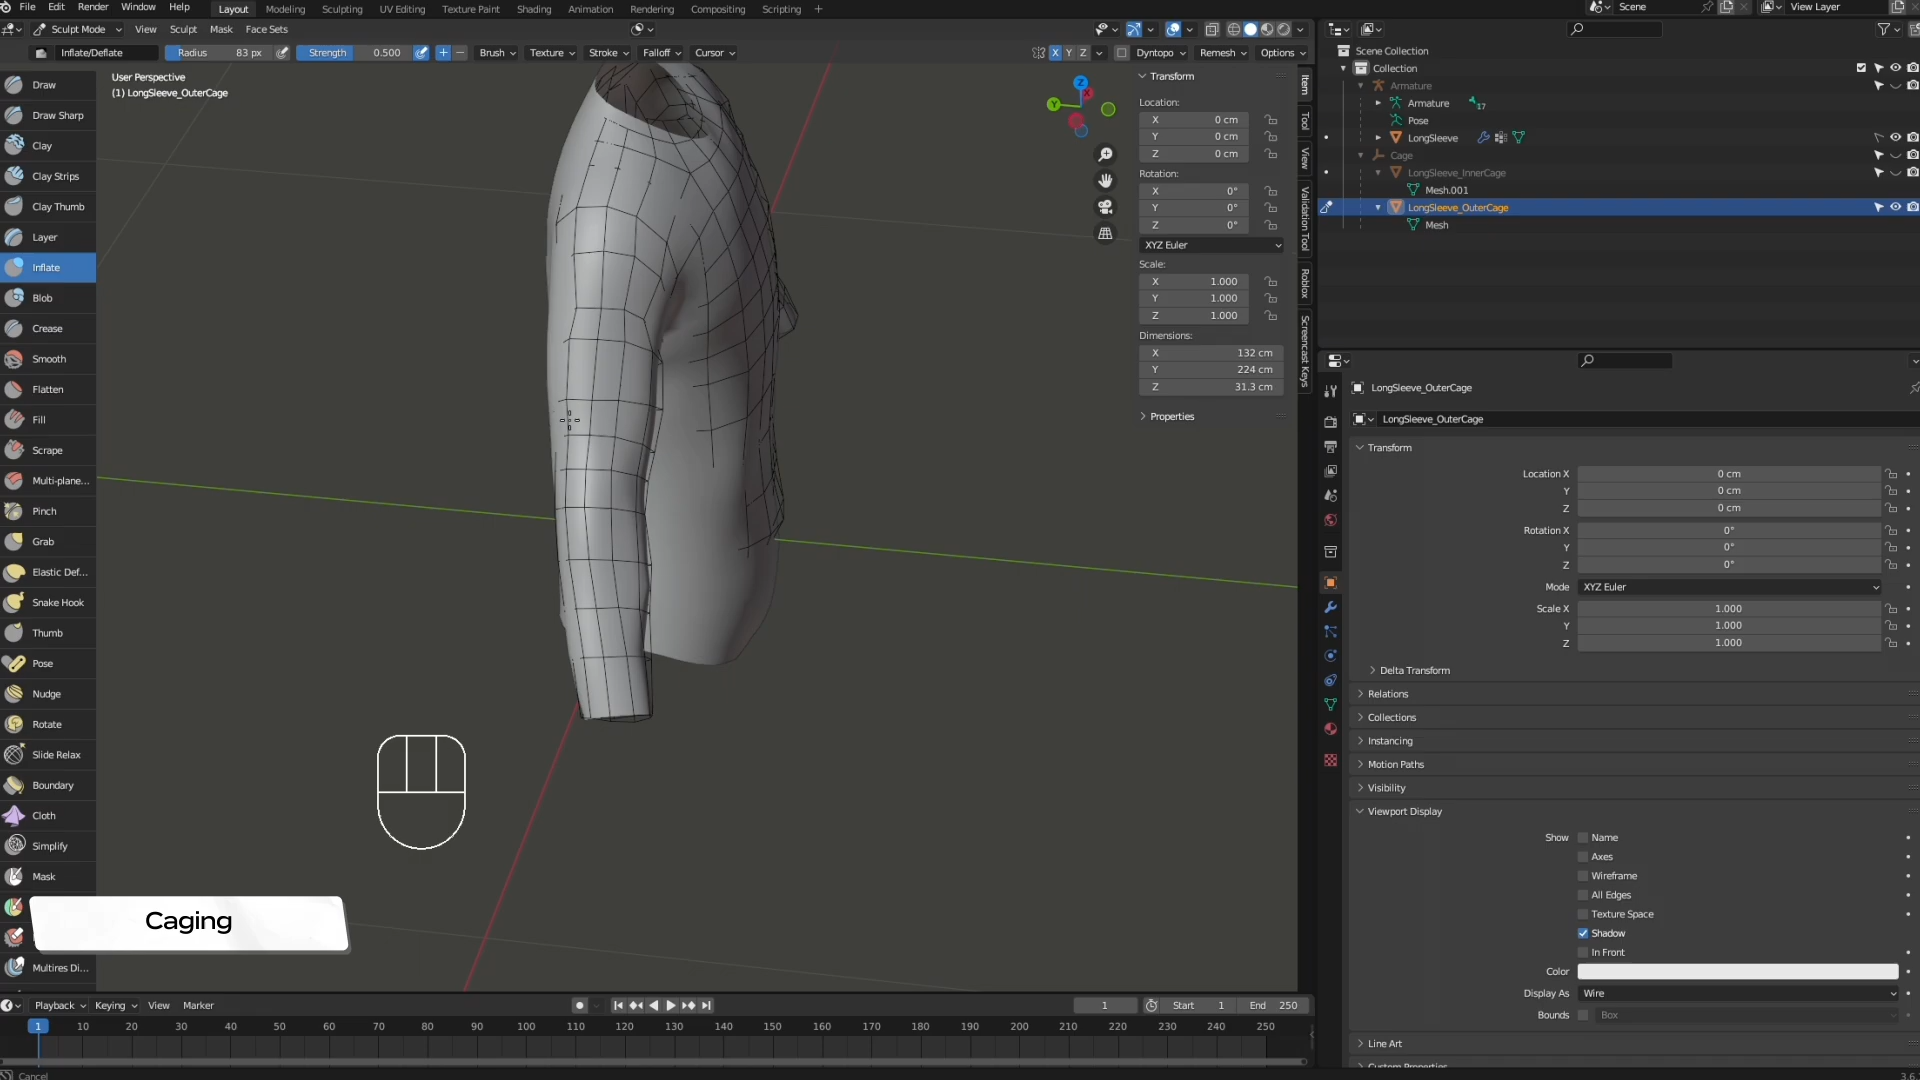 File Edit Render Window Help Layout Modeling Sculpting UV Editing Texture Paint Shading Animation Rendering Compositing Scripting + Scene View Layer
Sculpt Mode View Sculpt Mask Face Sets
Inflate/Deflate Radius 83 px Strength 0.500 Brush Texture Stroke Falloff Cursor X Y Z Dyntopo Remesh Options
User Perspective
(1) LongSleeve_OuterCage
Draw
Draw Sharp
Clay
Clay Strips
Clay Thumb
Layer
Inflate
Blob
Crease
Smooth
Flatten
Fill
Scrape
Multi-plane...
Pinch
Grab
Elastic Def...
Snake Hook
Thumb
Pose
Nudge
Rotate
Slide Relax
Boundary
Cloth
Simplify
Mask
Multires Di...
Caging
Z
Y
X
Transform
Location:
X 0 cm
Y 0 cm
Z 0 cm
Rotation:
X 0°
Y 0°
Z 0°
XYZ Euler
Scale:
X 1.000
Y 1.000
Z 1.000
Dimensions:
X 132 cm
Y 224 cm
Z 31.3 cm
Properties
Item
Tool
View
Validation Tool
Roblox
Screencast Keys
Scene Collection
Collection
Armature
Armature 17
Pose
LongSleeve
Cage
LongSleeve_InnerCage
Mesh.001
LongSleeve_OuterCage
Mesh
LongSleeve_OuterCage
LongSleeve_OuterCage
Transform
Location X 0 cm
Y 0 cm
Z 0 cm
Rotation X 0°
Y 0°
Z 0°
Mode XYZ Euler
Scale X 1.000
Y 1.000
Z 1.000
Delta Transform
Relations
Collections
Instancing
Motion Paths
Visibility
Viewport Display
Show Name
Axes
Wireframe
All Edges
Texture Space
Shadow
In Front
Color
Display As Wire
Bounds Box
Line Art
Custom Properties
Playback Keying View Marker 1 Start 1 End 250
1 10 20 30 40 50 60 70 80 90 100 110 120 130 140 150 160 170 180 190 200 210 220 230 240 250
Cancel 3.6